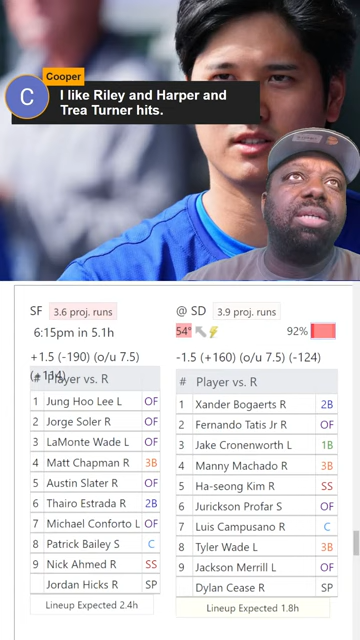 Cooper
C
I like Riley and Harper and
Trea Turner hits.
SF 3.6 proj. runs
6:15pm in 5.1h
+1.5 (-190) (o/u 7.5)
(+114)
# Player vs. R
1 Jung Hoo Lee L OF
2 Jorge Soler R OF
3 LaMonte Wade L OF
4 Matt Chapman R 3B
5 Austin Slater R OF
6 Thairo Estrada R 2B
7 Michael Conforto L OF
8 Patrick Bailey S C
9 Nick Ahmed R SS
Jordan Hicks R SP
Lineup Expected 2.4h
@ SD 3.9 proj. runs
54° 92%
-1.5 (+160) (o/u 7.5) (-124)
# Player vs. R
1 Xander Bogaerts R 2B
2 Fernando Tatis Jr R OF
3 Jake Cronenworth L 1B
4 Manny Machado R 3B
5 Ha-seong Kim R SS
6 Jurickson Profar S OF
7 Luis Campusano R C
8 Tyler Wade L 3B
9 Jackson Merrill L OF
Dylan Cease R SP
Lineup Expected 1.8h